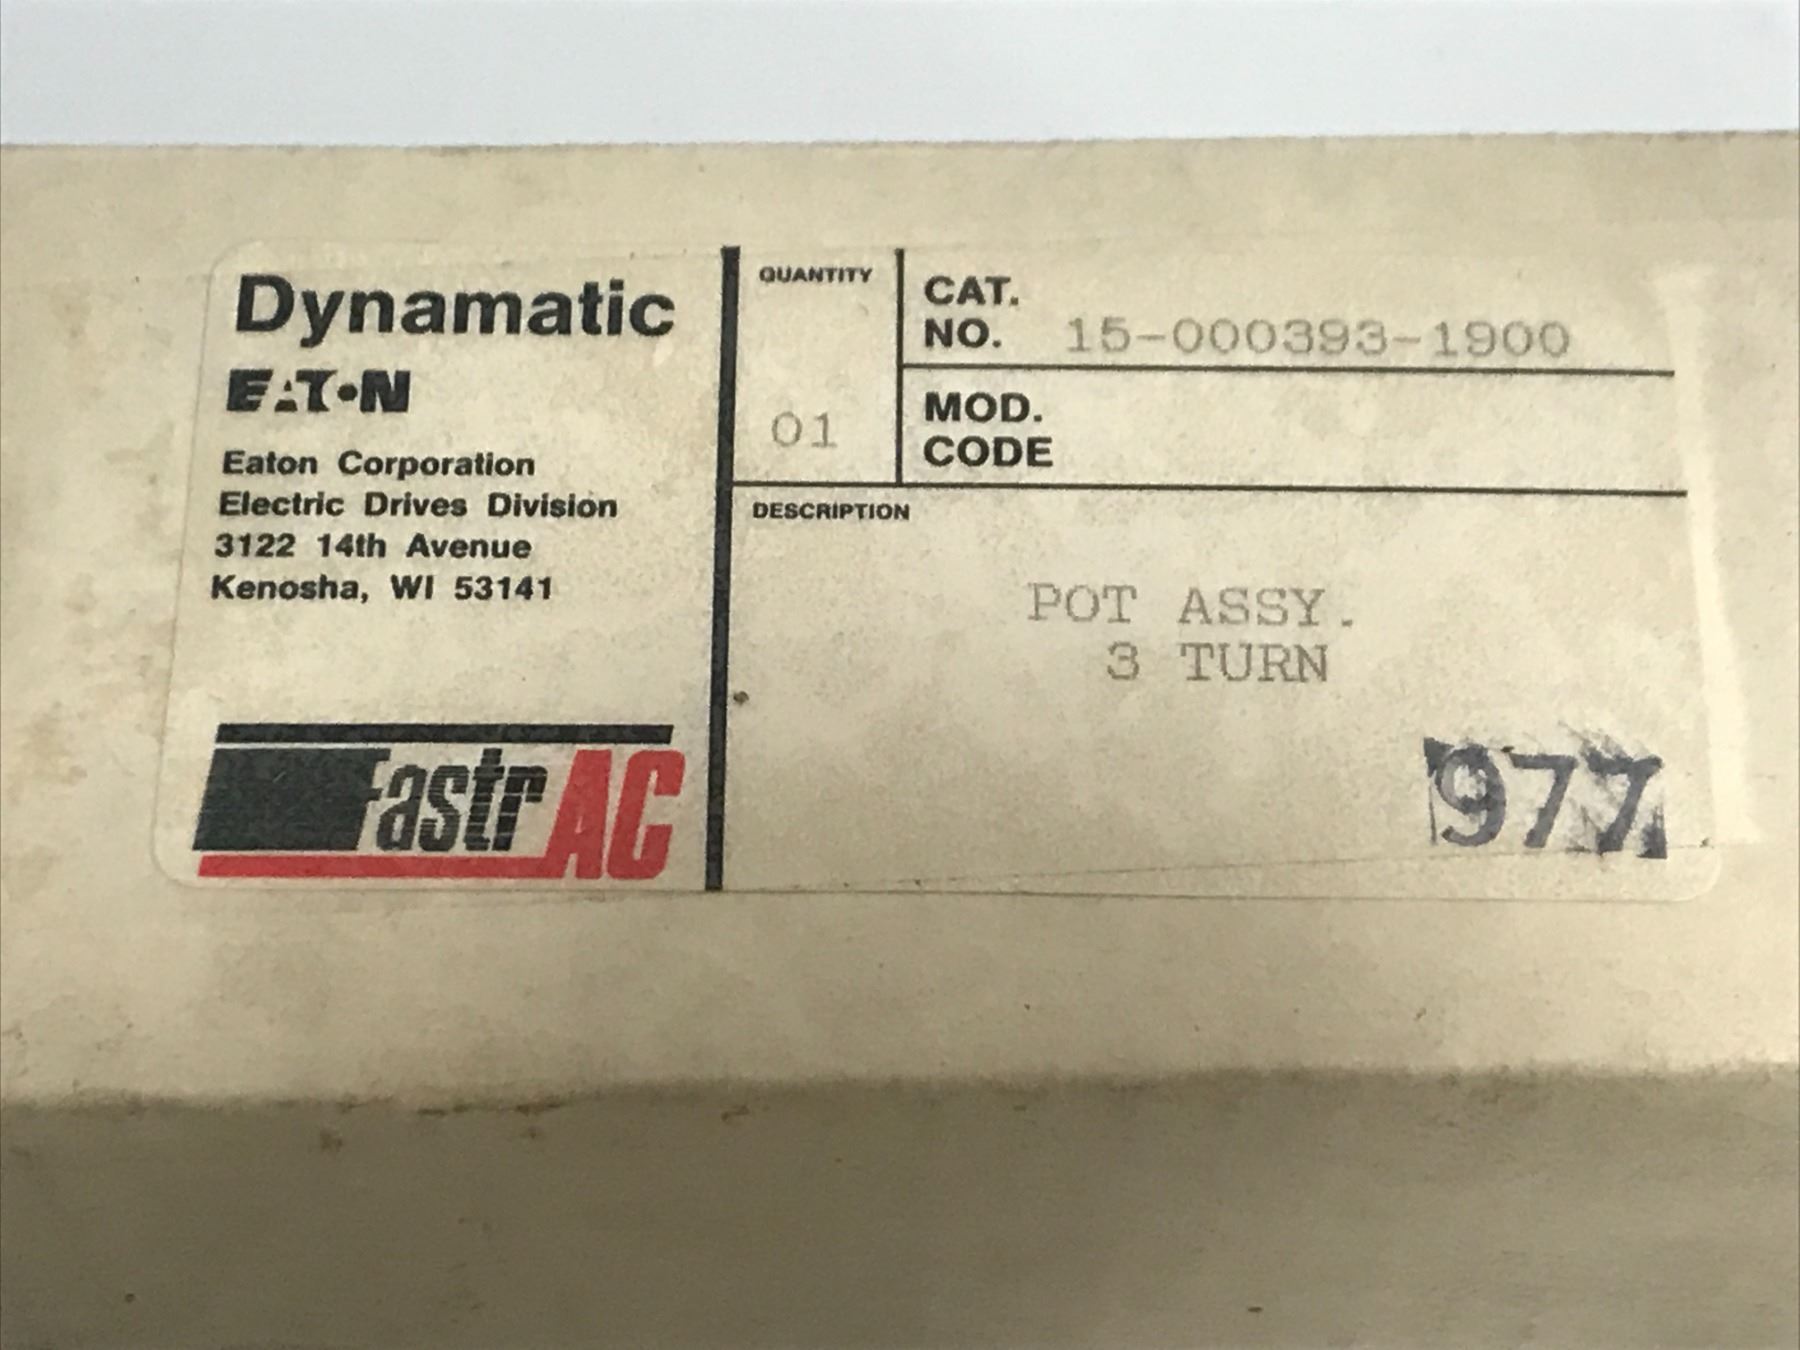 Dynamatic
EAT•N
Eaton Corporation
Electric Drives Division
3122 14th Avenue
Kenosha, WI 53141
FastrAC
QUANTITY
01
CAT.
NO. 15-000393-1900
MOD.
CODE
DESCRIPTION
POT ASSY.
3 TURN
977